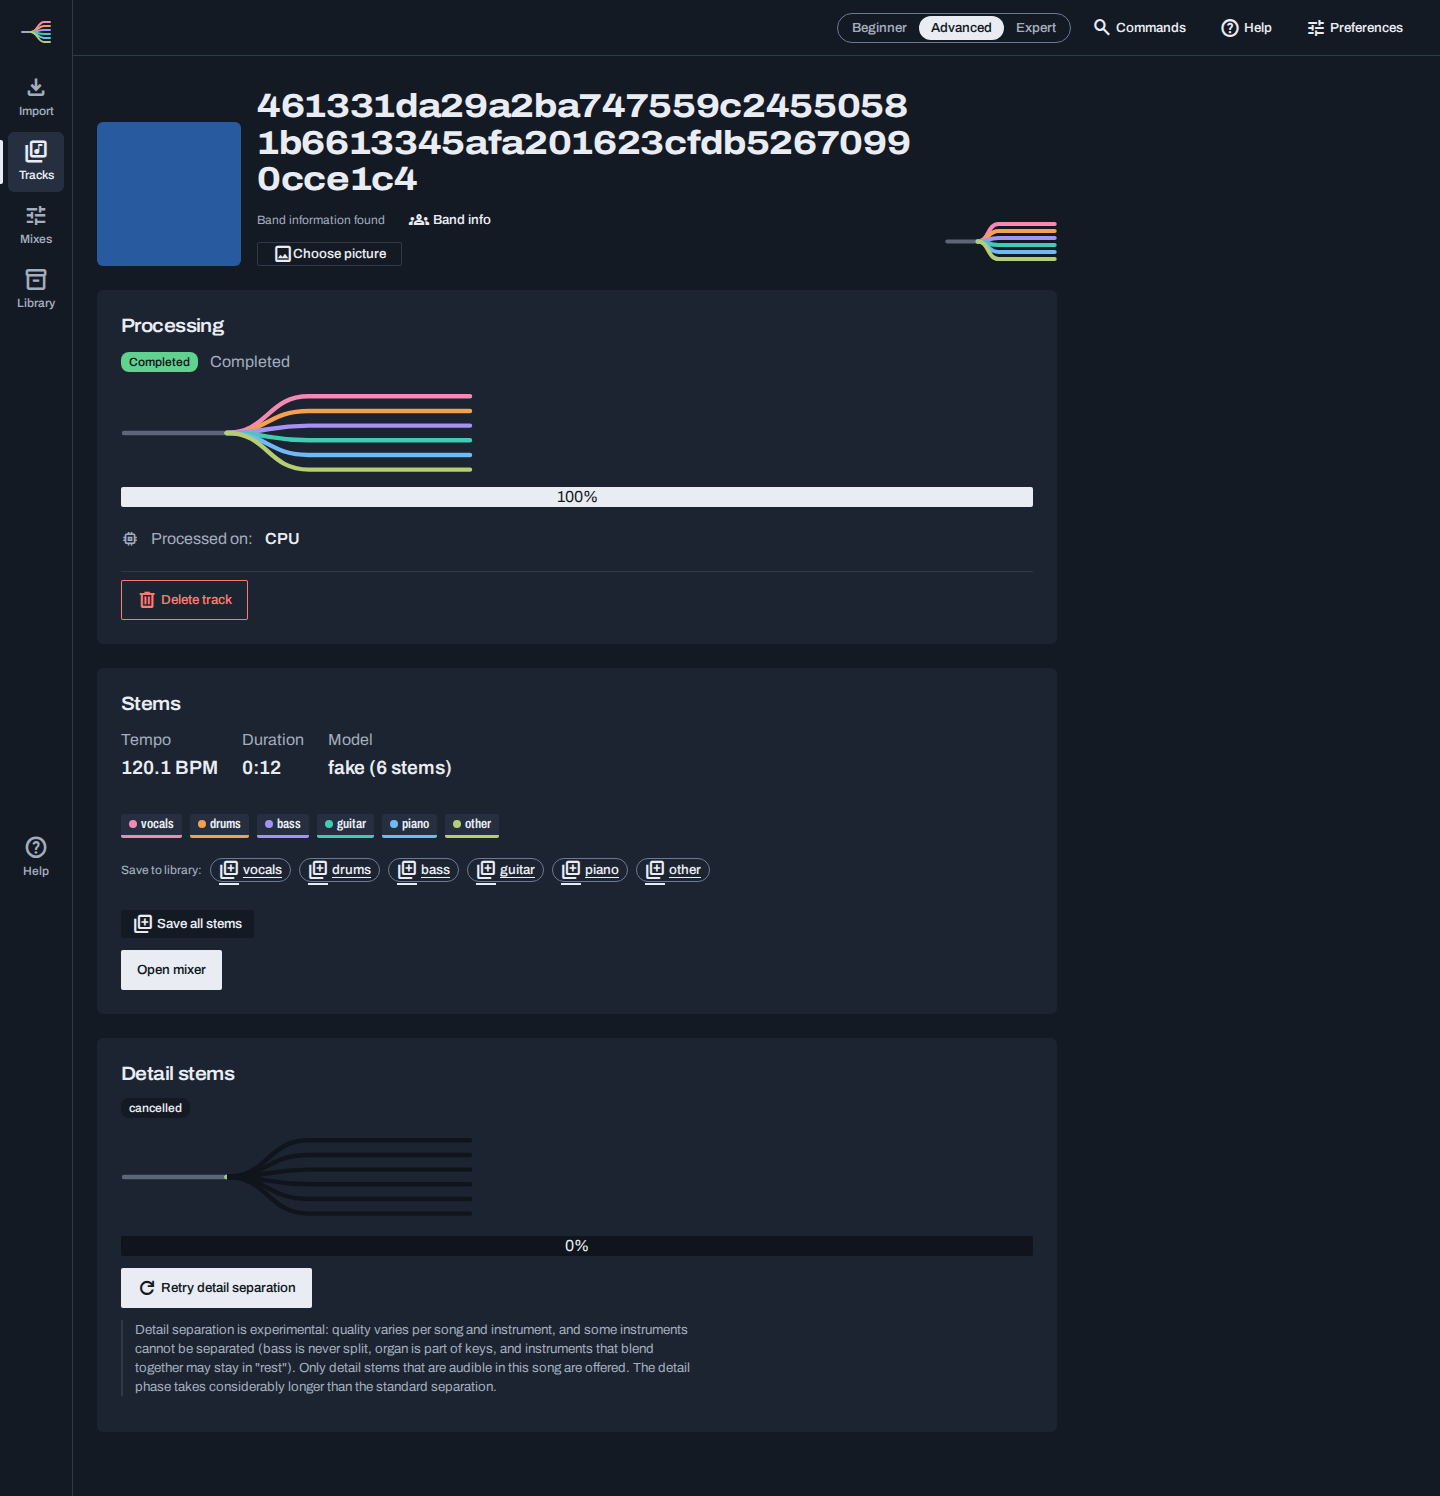 Beginner Advanced Expert Commands Help Preferences
Import
Tracks
Mixes
Library
Help
461331da29a2ba747559c2455058
1b6613345afa201623cfdb5267099
0cce1c4
Band information found Band info
Choose picture
Processing
Completed Completed
100%
Processed on: CPU
Delete track
Stems
Tempo Duration Model
120.1 BPM 0:12 fake (6 stems)
vocals drums bass guitar piano other
Save to library: vocals drums bass guitar piano other
Save all stems
Open mixer
Detail stems
cancelled
0%
Retry detail separation
Detail separation is experimental: quality varies per song and instrument, and some instruments
cannot be separated (bass is never split, organ is part of keys, and instruments that blend
together may stay in "rest"). Only detail stems that are audible in this song are offered. The detail
phase takes considerably longer than the standard separation.